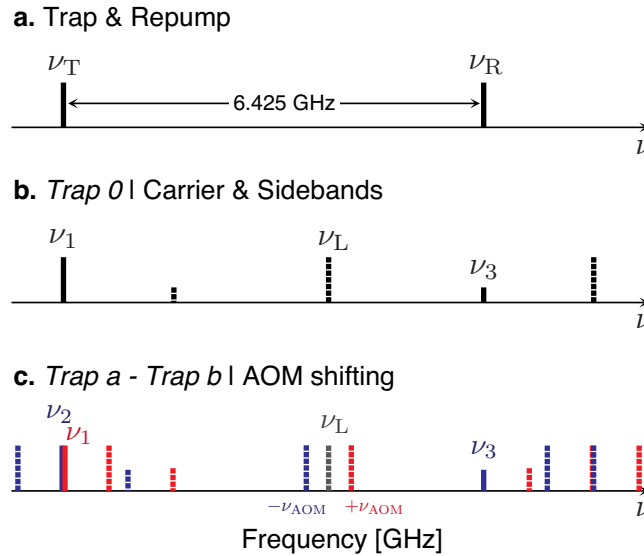 a. Trap & Repump
ν_T ν_R
6.425 GHz
ν
b. Trap 0 | Carrier & Sidebands
ν_1 ν_L ν_3
ν
c. Trap a - Trap b | AOM shifting
ν_2 ν_1 ν_L ν_3
−ν_AOM +ν_AOM ν
Frequency [GHz]